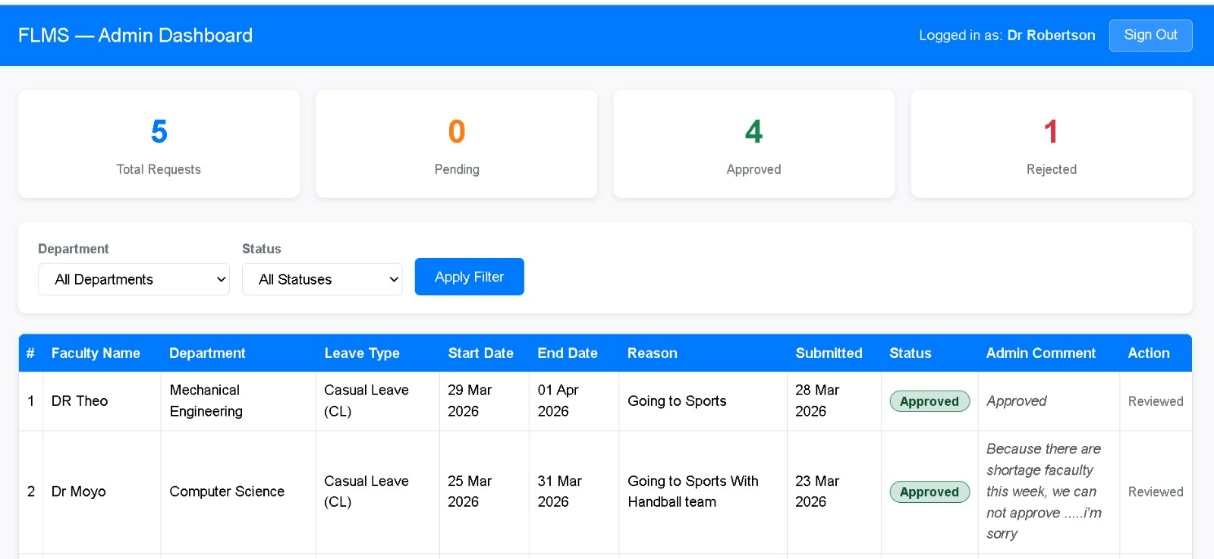 FLMS — Admin Dashboard
Logged in as: Dr Robertson
Sign Out
5
Total Requests
0
Pending
4
Approved
1
Rejected
Department
Status
All Departments
All Statuses
Apply Filter
# Faculty Name Department Leave Type Start Date End Date Reason Submitted Status Admin Comment Action
1
DR Theo
Mechanical
Engineering
Casual Leave
(CL)
29 Mar
2026
01 Apr
2026
Going to Sports
28 Mar
2026
Approved
Approved
Reviewed
2
Dr Moyo
Computer Science
Casual Leave
(CL)
25 Mar
2026
31 Mar
2026
Going to Sports With
Handball team
23 Mar
2026
Approved
Because there are
shortage facaulty
this week, we can
not approve .....i'm
sorry
Reviewed